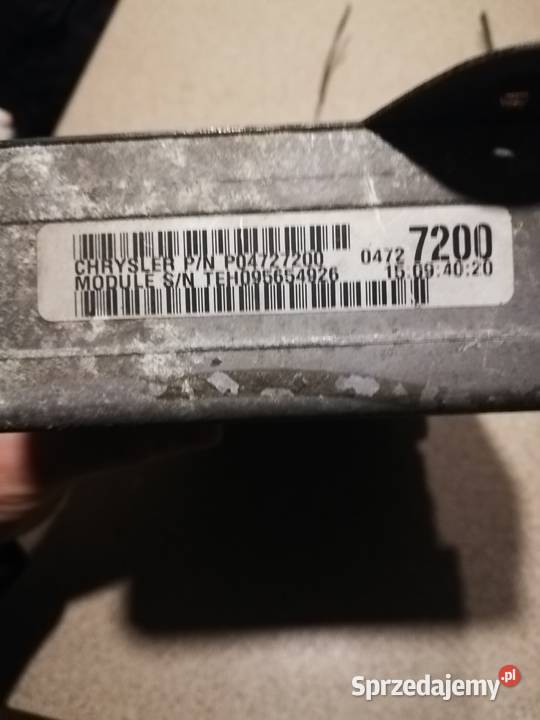 CHRYSLER P/N P04727200 0472 7200
MODULE S/N TEH095654926 15:09:40:20
Sprzedajemy.pl